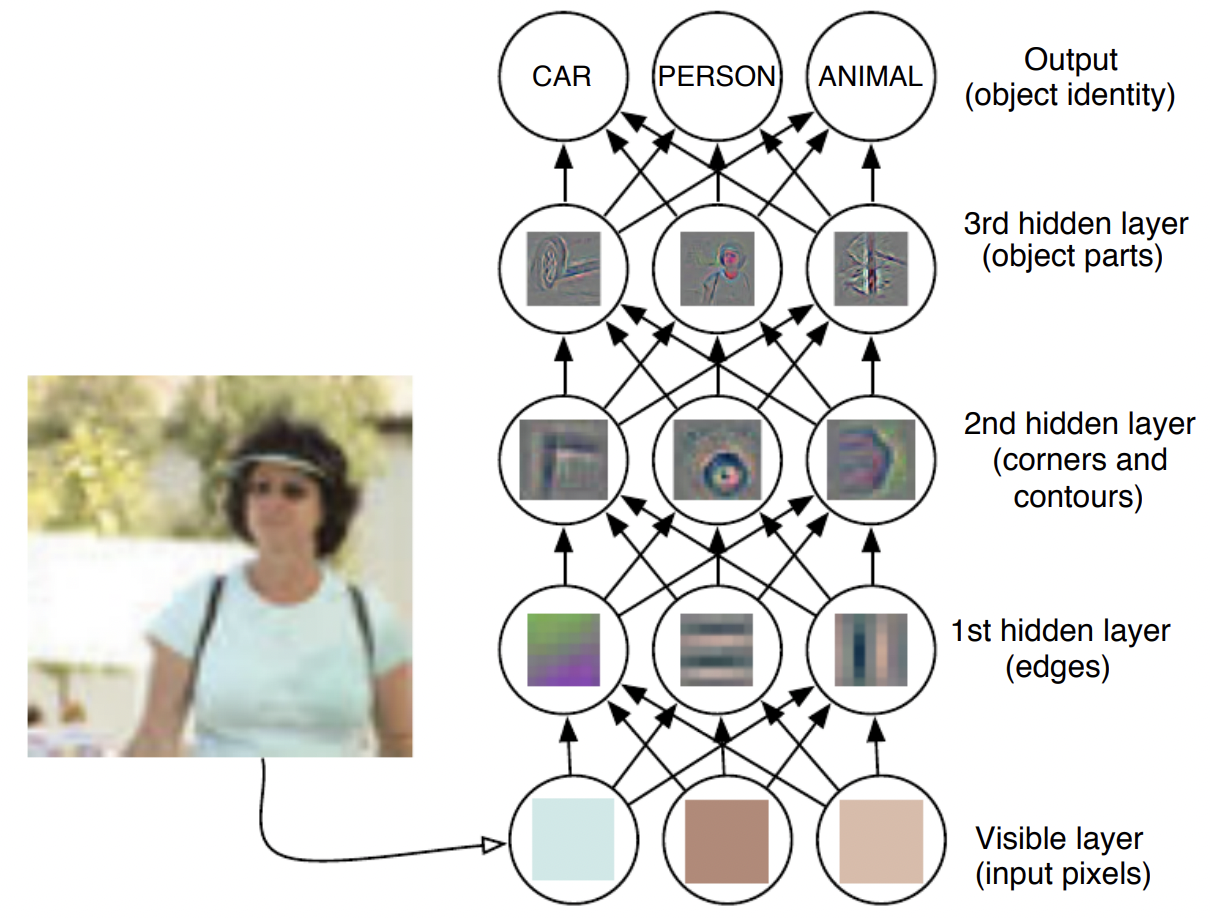 CAR
PERSON
ANIMAL
Output
(object identity)
3rd hidden layer
(object parts)
2nd hidden layer
(corners and
contours)
1st hidden layer
(edges)
Visible layer
(input pixels)